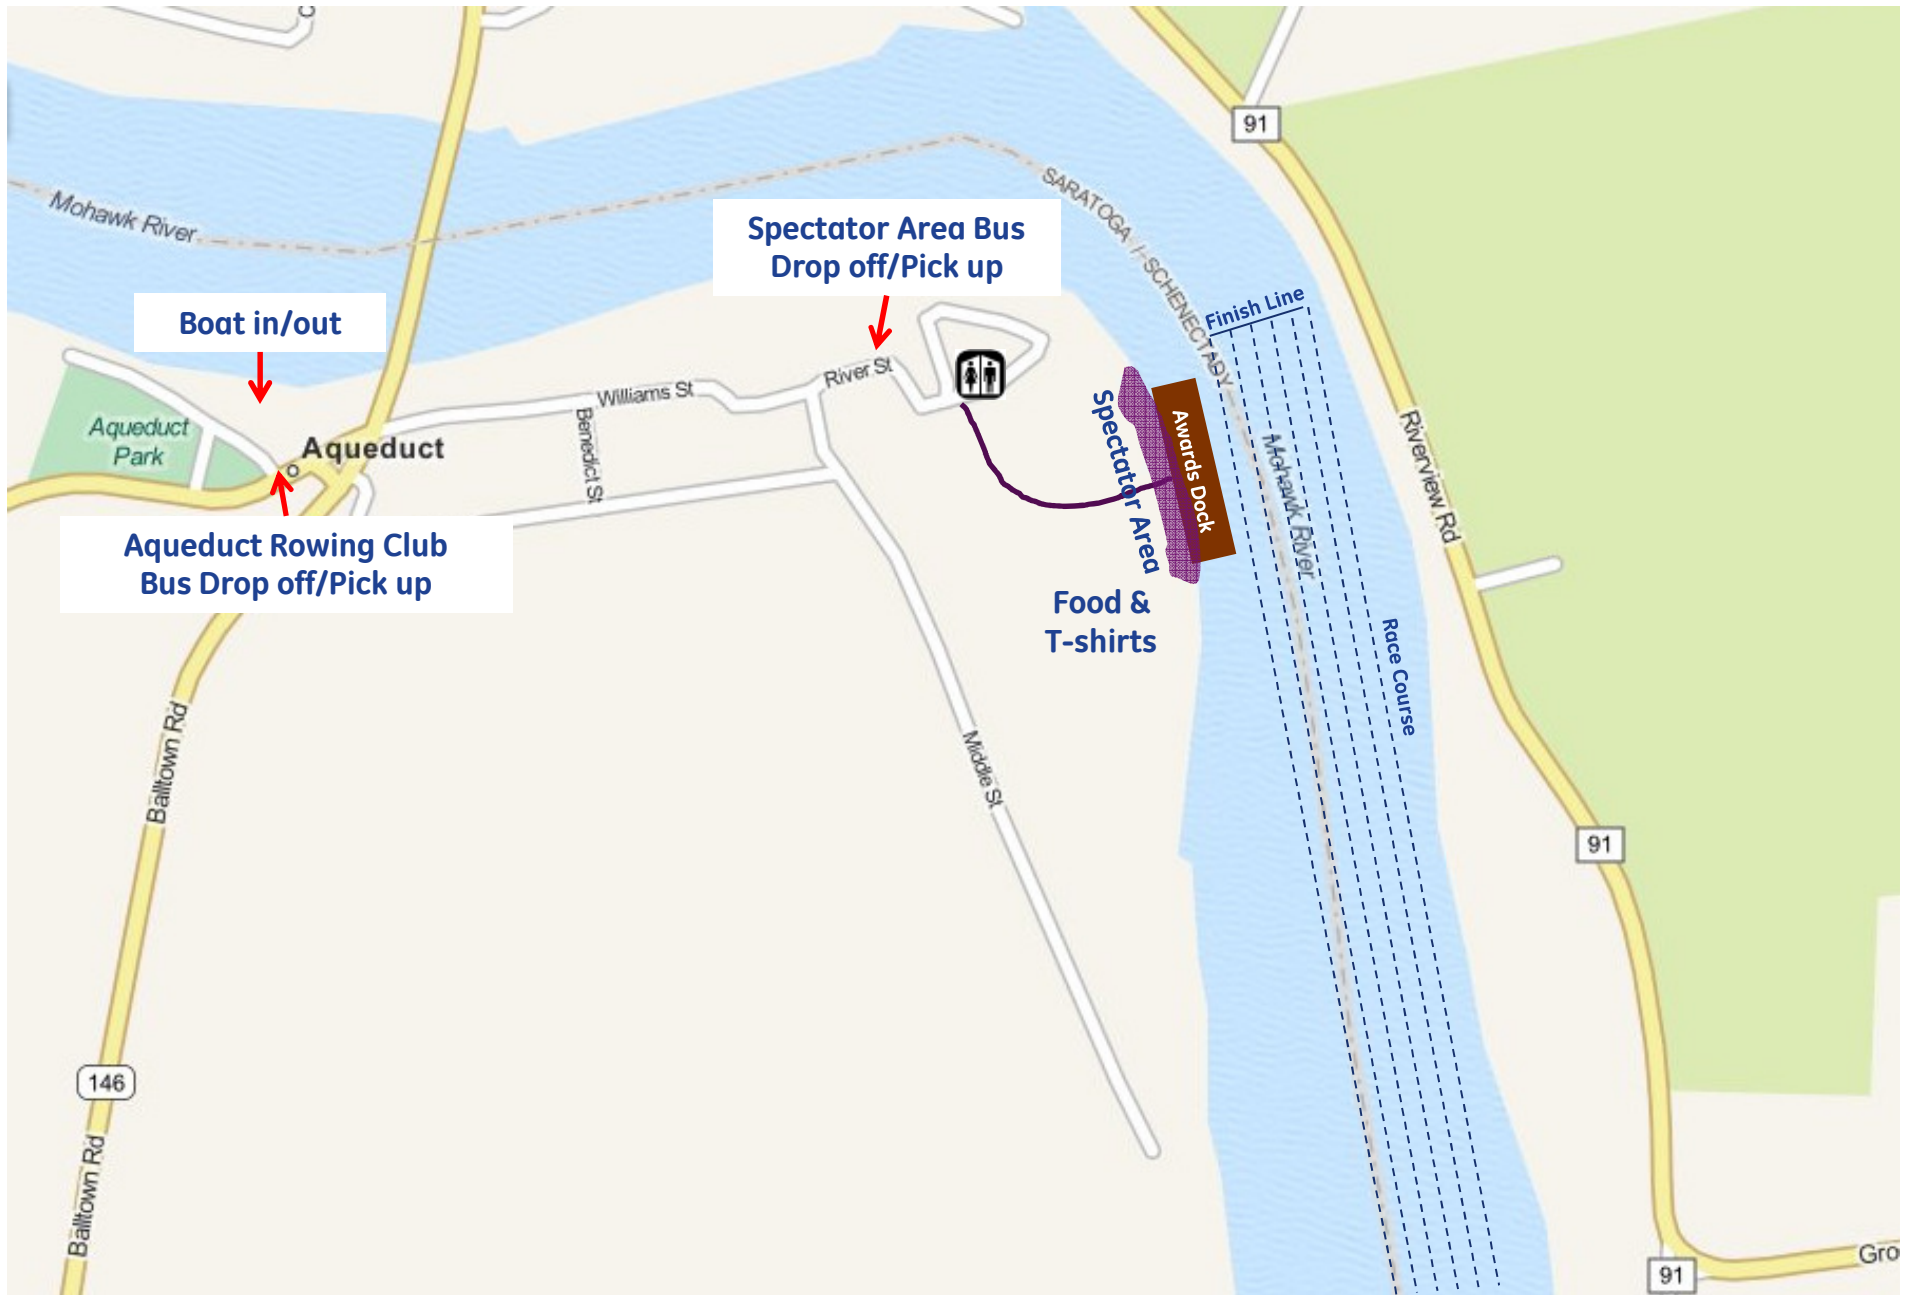 C
91
Mohawk River
SARATOGA / SCHENECTADY
Spectator Area Bus
Drop off/Pick up
Boat in/out
Finish Line
River St
Williams St
Benedict St
Aqueduct
Park
Aqueduct
Spectator Area
Awards Dock
Mohawk River
Riverview Rd
Aqueduct Rowing Club
Bus Drop off/Pick up
Food &
T-shirts
Race Course
Balltown Rd
Middle St
91
146
Balltown Rd
Gro
91